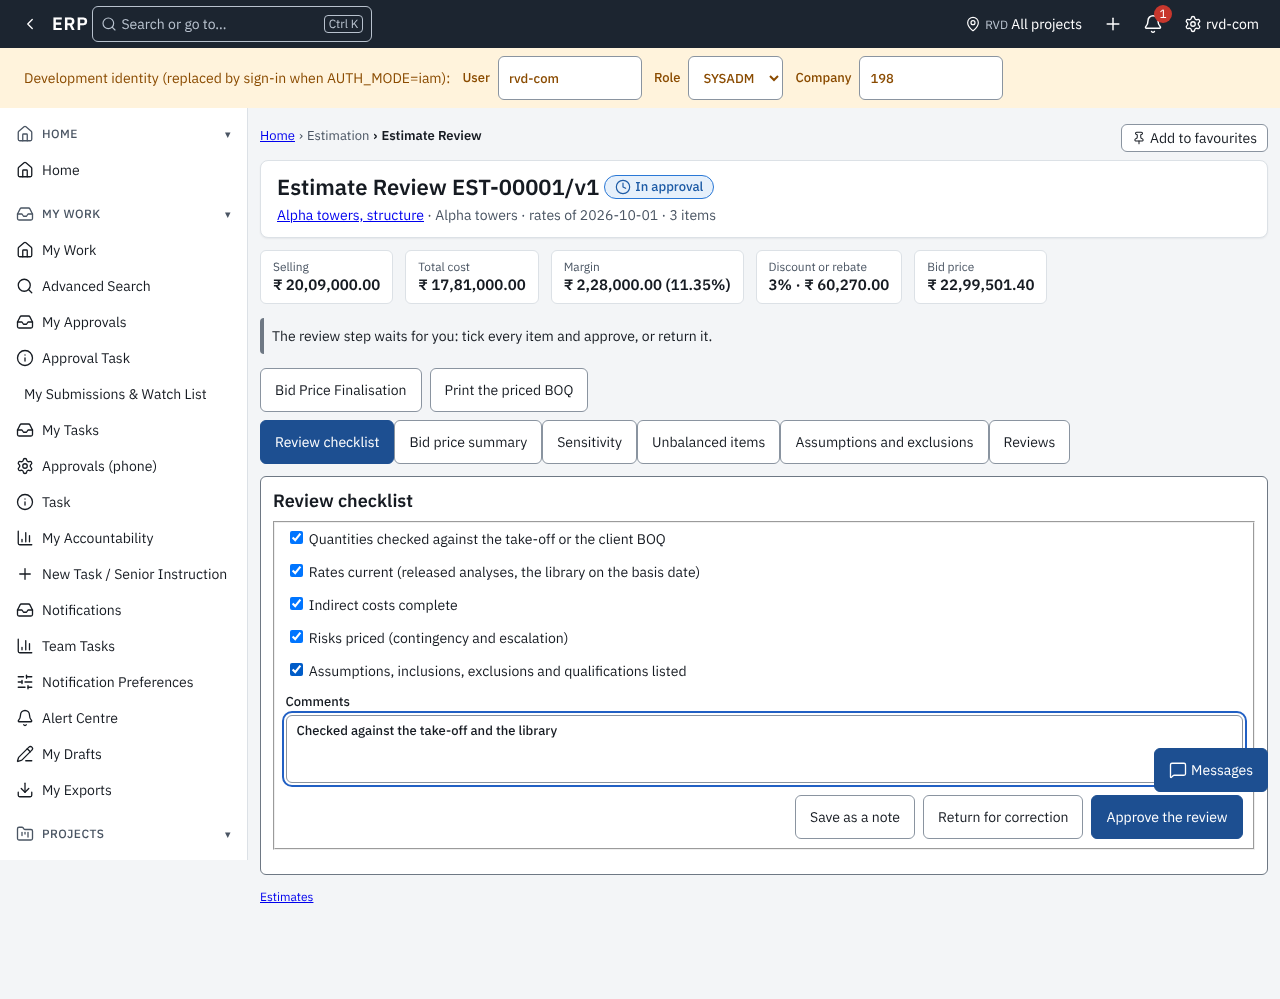 ERP
Search or go to...
Ctrl K
RVD All projects
1
rvd-com
Development identity (replaced by sign-in when AUTH_MODE=iam):
User
rvd-com
Role
SYSADM
Company
198
HOME
Home
MY WORK
My Work
Advanced Search
My Approvals
Approval Task
My Submissions & Watch List
My Tasks
Approvals (phone)
Task
My Accountability
New Task / Senior Instruction
Notifications
Team Tasks
Notification Preferences
Alert Centre
My Drafts
My Exports
PROJECTS
Home › Estimation › Estimate Review
Add to favourites
Estimate Review EST-00001/v1
In approval
Alpha towers, structure · Alpha towers · rates of 2026-10-01 · 3 items
Selling
₹ 20,09,000.00
Total cost
₹ 17,81,000.00
Margin
₹ 2,28,000.00 (11.35%)
Discount or rebate
3% · ₹ 60,270.00
Bid price
₹ 22,99,501.40
The review step waits for you: tick every item and approve, or return it.
Bid Price Finalisation
Print the priced BOQ
Review checklist
Bid price summary
Sensitivity
Unbalanced items
Assumptions and exclusions
Reviews
Review checklist
Quantities checked against the take-off or the client BOQ
Rates current (released analyses, the library on the basis date)
Indirect costs complete
Risks priced (contingency and escalation)
Assumptions, inclusions, exclusions and qualifications listed
Comments
Checked against the take-off and the library
Messages
Save as a note
Return for correction
Approve the review
Estimates